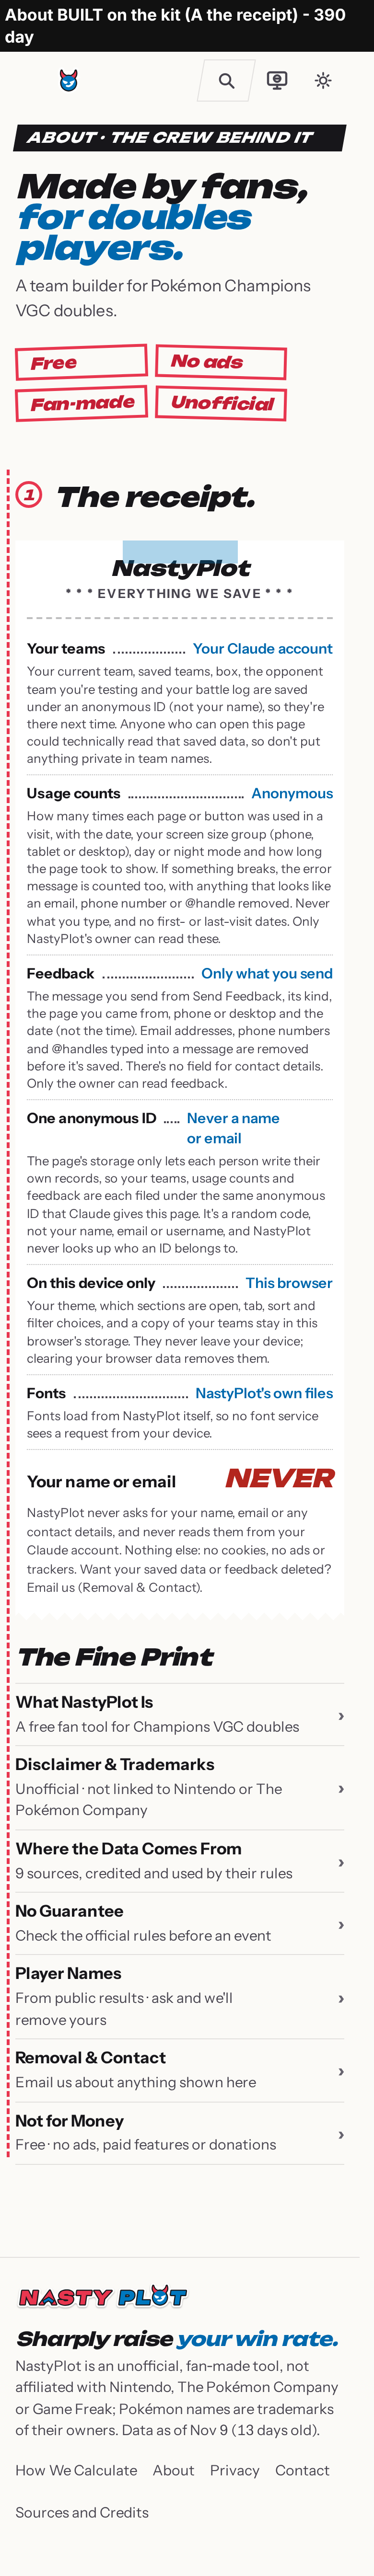 About BUILT on the kit (A the receipt) - 390
day
ABOUT · THE CREW BEHIND IT
Made by fans,
for doubles
players.
A team builder for Pokémon Champions
VGC doubles.
Free
No ads
Fan-made
Unofficial
1
The receipt.
NastyPlot
• • • EVERYTHING WE SAVE • • •
Your teams ................... Your Claude account
Your current team, saved teams, box, the opponent
team you're testing and your battle log are saved
under an anonymous ID (not your name), so they're
there next time. Anyone who can open this page
could technically read that saved data, so don't put
anything private in team names.
Usage counts ............................. Anonymous
How many times each page or button was used in a
visit, with the date, your screen size group (phone,
tablet or desktop), day or night mode and how long
the page took to show. If something breaks, the error
message is counted too, with anything that looks like
an email, phone number or @handle removed. Never
what you type, and no first- or last-visit dates. Only
NastyPlot's owner can read these.
Feedback ........................ Only what you send
The message you send from Send Feedback, its kind,
the page you came from, phone or desktop and the
date (not the time). Email addresses, phone numbers
and @handles typed into a message are removed
before it's saved. There's no field for contact details.
Only the owner can read feedback.
One anonymous ID .... Never a name
or email
The page's storage only lets each person write their
own records, so your teams, usage counts and
feedback are each filed under the same anonymous
ID that Claude gives this page. It's a random code,
not your name, email or username, and NastyPlot
never looks up who an ID belongs to.
On this device only .................... This browser
Your theme, which sections are open, tab, sort and
filter choices, and a copy of your teams stay in this
browser's storage. They never leave your device;
clearing your browser data removes them.
Fonts ............................. NastyPlot's own files
Fonts load from NastyPlot itself, so no font service
sees a request from your device.
Your name or email NEVER
NastyPlot never asks for your name, email or any
contact details, and never reads them from your
Claude account. Nothing else: no cookies, no ads or
trackers. Want your saved data or feedback deleted?
Email us (Removal & Contact).
The Fine Print
What NastyPlot Is
A free fan tool for Champions VGC doubles
›
Disclaimer & Trademarks
Unofficial · not linked to Nintendo or The
Pokémon Company
›
Where the Data Comes From
9 sources, credited and used by their rules
›
No Guarantee
Check the official rules before an event
›
Player Names
From public results · ask and we'll
remove yours
›
Removal & Contact
Email us about anything shown here
›
Not for Money
Free · no ads, paid features or donations
›
NASTY PLOT
Sharply raise your win rate.
NastyPlot is an unofficial, fan-made tool, not
affiliated with Nintendo, The Pokémon Company
or Game Freak; Pokémon names are trademarks
of their owners. Data as of Nov 9 (13 days old).
How We Calculate About Privacy Contact
Sources and Credits